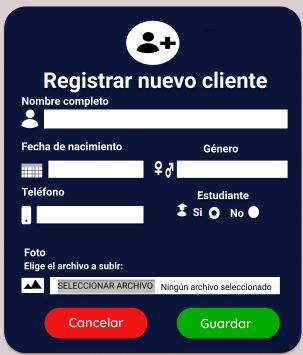 Registrar nuevo cliente
Nombre completo
Fecha de nacimiento
Género
Teléfono
Estudiante
Si No
Foto
Elige el archivo a subir:
SELECCIONAR ARCHIVO Ningún archivo seleccionado
Cancelar
Guardar